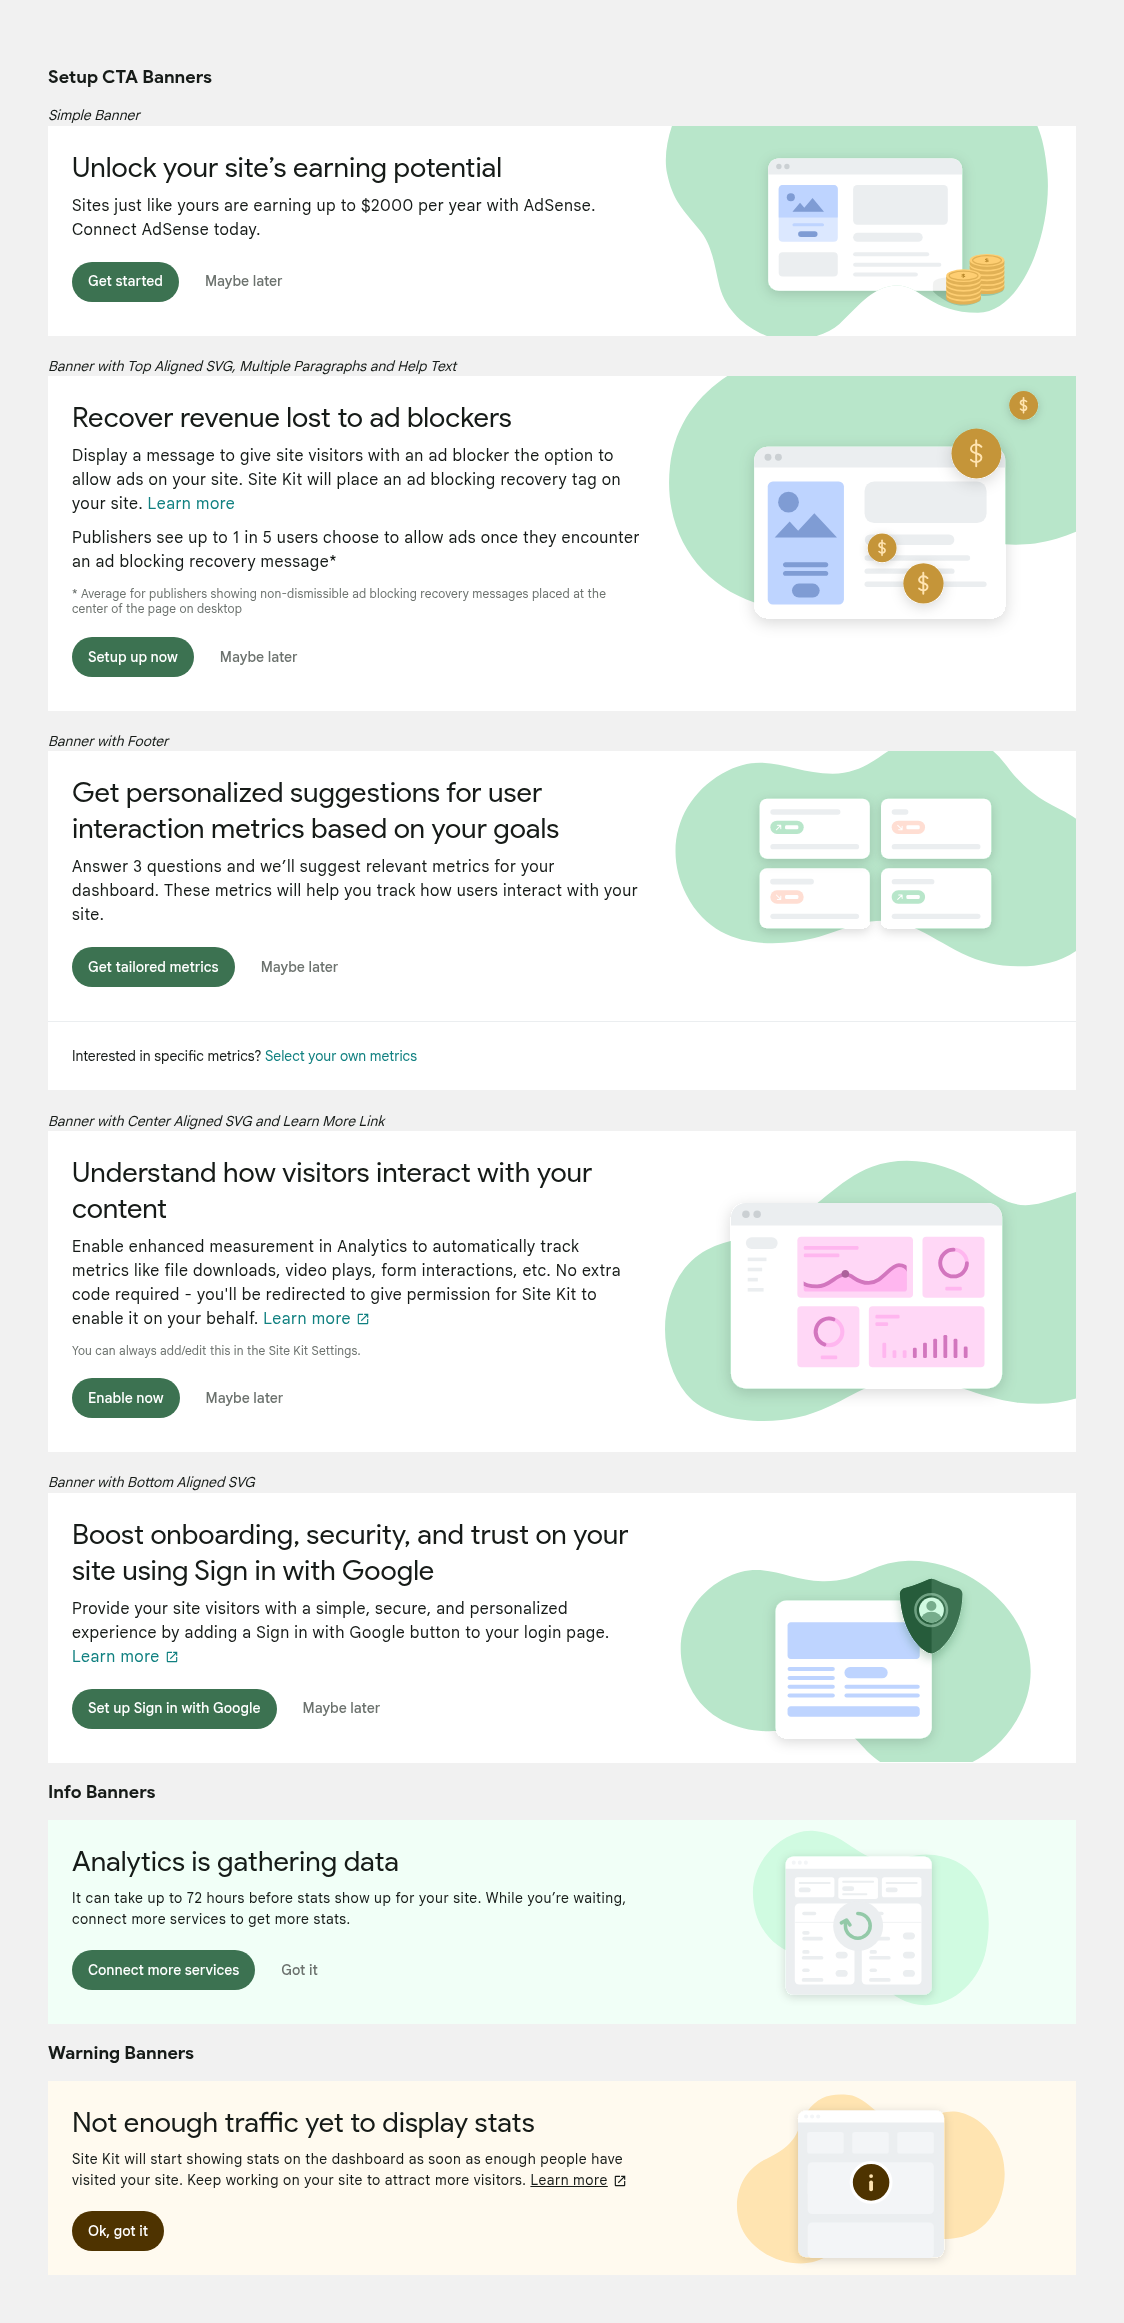 Setup CTA Banners
Simple Banner
Unlock your site’s earning potential
Sites just like yours are earning up to $2000 per year with AdSense.
Connect AdSense today.
Get started
Maybe later
Banner with Top Aligned SVG, Multiple Paragraphs and Help Text
Recover revenue lost to ad blockers
Display a message to give site visitors with an ad blocker the option to
allow ads on your site. Site Kit will place an ad blocking recovery tag on
your site. Learn more
Publishers see up to 1 in 5 users choose to allow ads once they encounter
an ad blocking recovery message*
* Average for publishers showing non-dismissible ad blocking recovery messages placed at the
center of the page on desktop
Setup up now
Maybe later
$
$
$
$
Banner with Footer
Get personalized suggestions for user
interaction metrics based on your goals
Answer 3 questions and we’ll suggest relevant metrics for your
dashboard. These metrics will help you track how users interact with your
site.
Get tailored metrics
Maybe later
Interested in specific metrics? Select your own metrics
Banner with Center Aligned SVG and Learn More Link
Understand how visitors interact with your
content
Enable enhanced measurement in Analytics to automatically track
metrics like file downloads, video plays, form interactions, etc. No extra
code required - you'll be redirected to give permission for Site Kit to
enable it on your behalf. Learn more
You can always add/edit this in the Site Kit Settings.
Enable now
Maybe later
Banner with Bottom Aligned SVG
Boost onboarding, security, and trust on your
site using Sign in with Google
Provide your site visitors with a simple, secure, and personalized
experience by adding a Sign in with Google button to your login page.
Learn more
Set up Sign in with Google
Maybe later
Info Banners
Analytics is gathering data
It can take up to 72 hours before stats show up for your site. While you’re waiting,
connect more services to get more stats.
Connect more services
Got it
Warning Banners
Not enough traffic yet to display stats
Site Kit will start showing stats on the dashboard as soon as enough people have
visited your site. Keep working on your site to attract more visitors. Learn more
Ok, got it